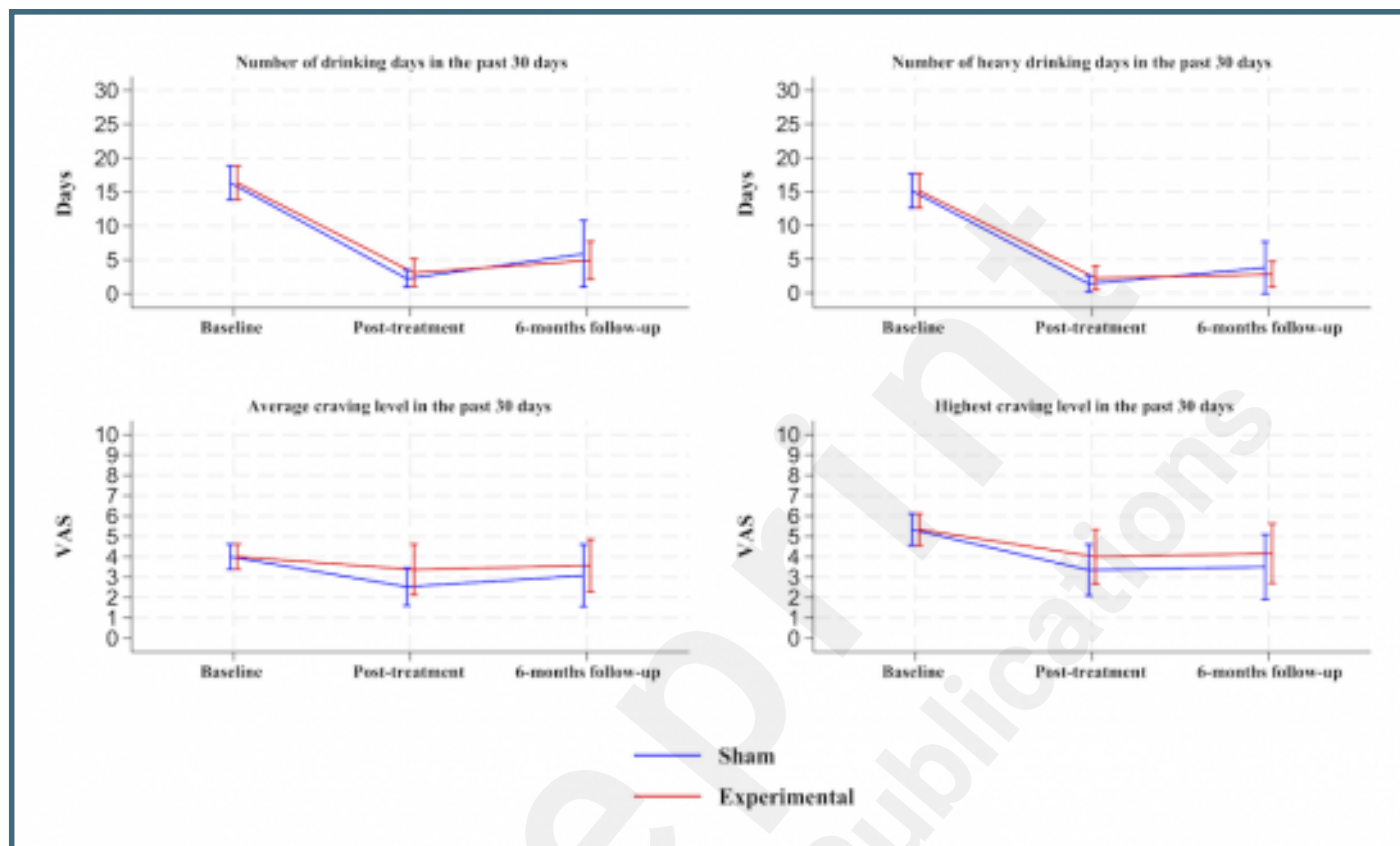 Number of drinking days in the past 30 days
30
25
20
15
10
5
0
Days
Baseline Post-treatment 6-months follow-up
Number of heavy drinking days in the past 30 days
30
25
20
15
10
5
0
Days
Baseline Post-treatment 6-months follow-up
Average craving level in the past 30 days
10
9
8
7
6
5
4
3
2
1
0
VAS
Baseline Post-treatment 6-months follow-up
Highest craving level in the past 30 days
10
9
8
7
6
5
4
3
2
1
0
VAS
Baseline Post-treatment 6-months follow-up
Sham
Experimental
eprint
Publications